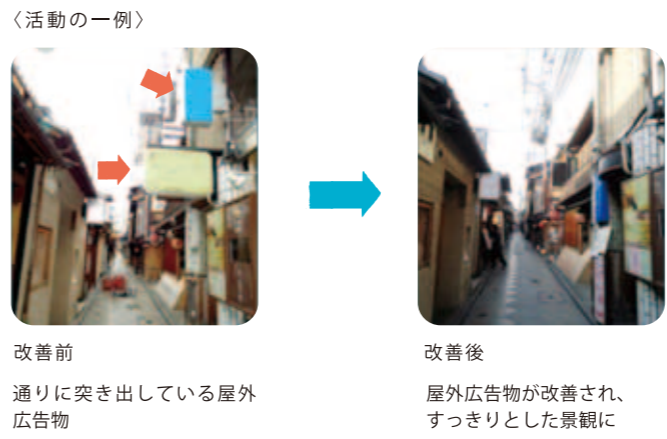 〈活動の一例〉
改善前
改善後
通りに突き出している屋外
広告物
屋外広告物が改善され、
すっきりとした景観に